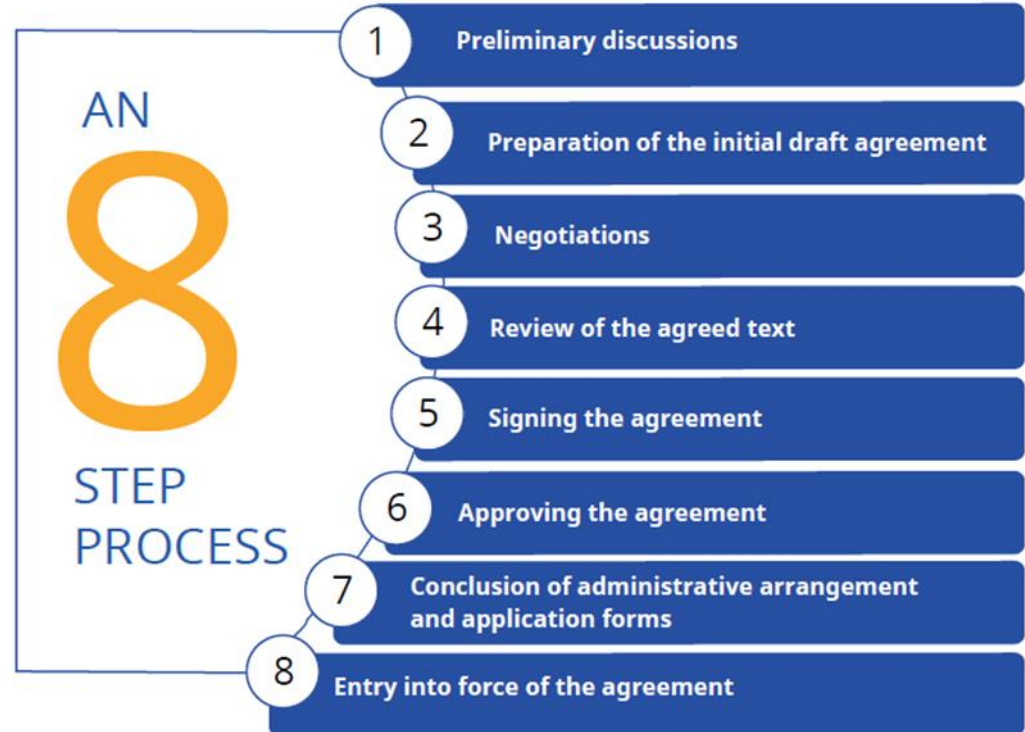 AN
8
STEP
PROCESS
1
Preliminary discussions
2
Preparation of the initial draft agreement
3
Negotiations
4
Review of the agreed text
5
Signing the agreement
6
Approving the agreement
7
Conclusion of administrative arrangement
and application forms
8
Entry into force of the agreement